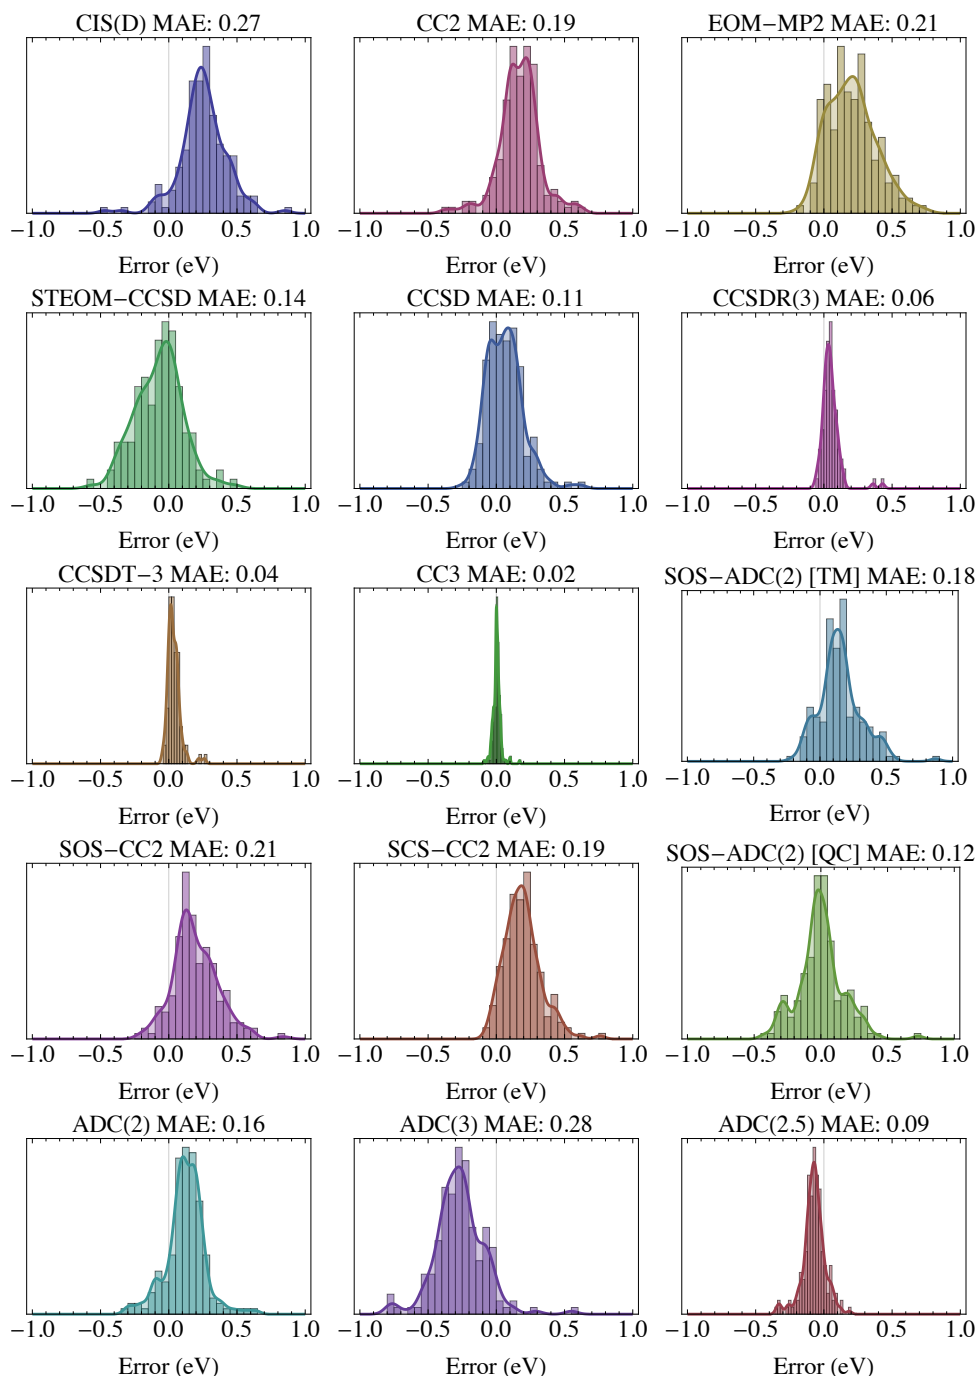 CIS(D) MAE: 0.27
CC2 MAE: 0.19
EOM−MP2 MAE: 0.21
−1.0 −0.5 0.0 0.5 1.0
−1.0 −0.5 0.0 0.5 1.0
−1.0 −0.5 0.0 0.5 1.0
Error (eV)
Error (eV)
Error (eV)
STEOM−CCSD MAE: 0.14
CCSD MAE: 0.11
CCSDR(3) MAE: 0.06
−1.0 −0.5 0.0 0.5 1.0
−1.0 −0.5 0.0 0.5 1.0
−1.0 −0.5 0.0 0.5 1.0
Error (eV)
Error (eV)
Error (eV)
CCSDT−3 MAE: 0.04
CC3 MAE: 0.02
SOS−ADC(2) [TM] MAE: 0.18
−1.0 −0.5 0.0 0.5 1.0
−1.0 −0.5 0.0 0.5 1.0
−1.0 −0.5 0.0 0.5 1.0
Error (eV)
Error (eV)
Error (eV)
SOS−CC2 MAE: 0.21
SCS−CC2 MAE: 0.19
SOS−ADC(2) [QC] MAE: 0.12
−1.0 −0.5 0.0 0.5 1.0
−1.0 −0.5 0.0 0.5 1.0
−1.0 −0.5 0.0 0.5 1.0
Error (eV)
Error (eV)
Error (eV)
ADC(2) MAE: 0.16
ADC(3) MAE: 0.28
ADC(2.5) MAE: 0.09
−1.0 −0.5 0.0 0.5 1.0
−1.0 −0.5 0.0 0.5 1.0
−1.0 −0.5 0.0 0.5 1.0
Error (eV)
Error (eV)
Error (eV)